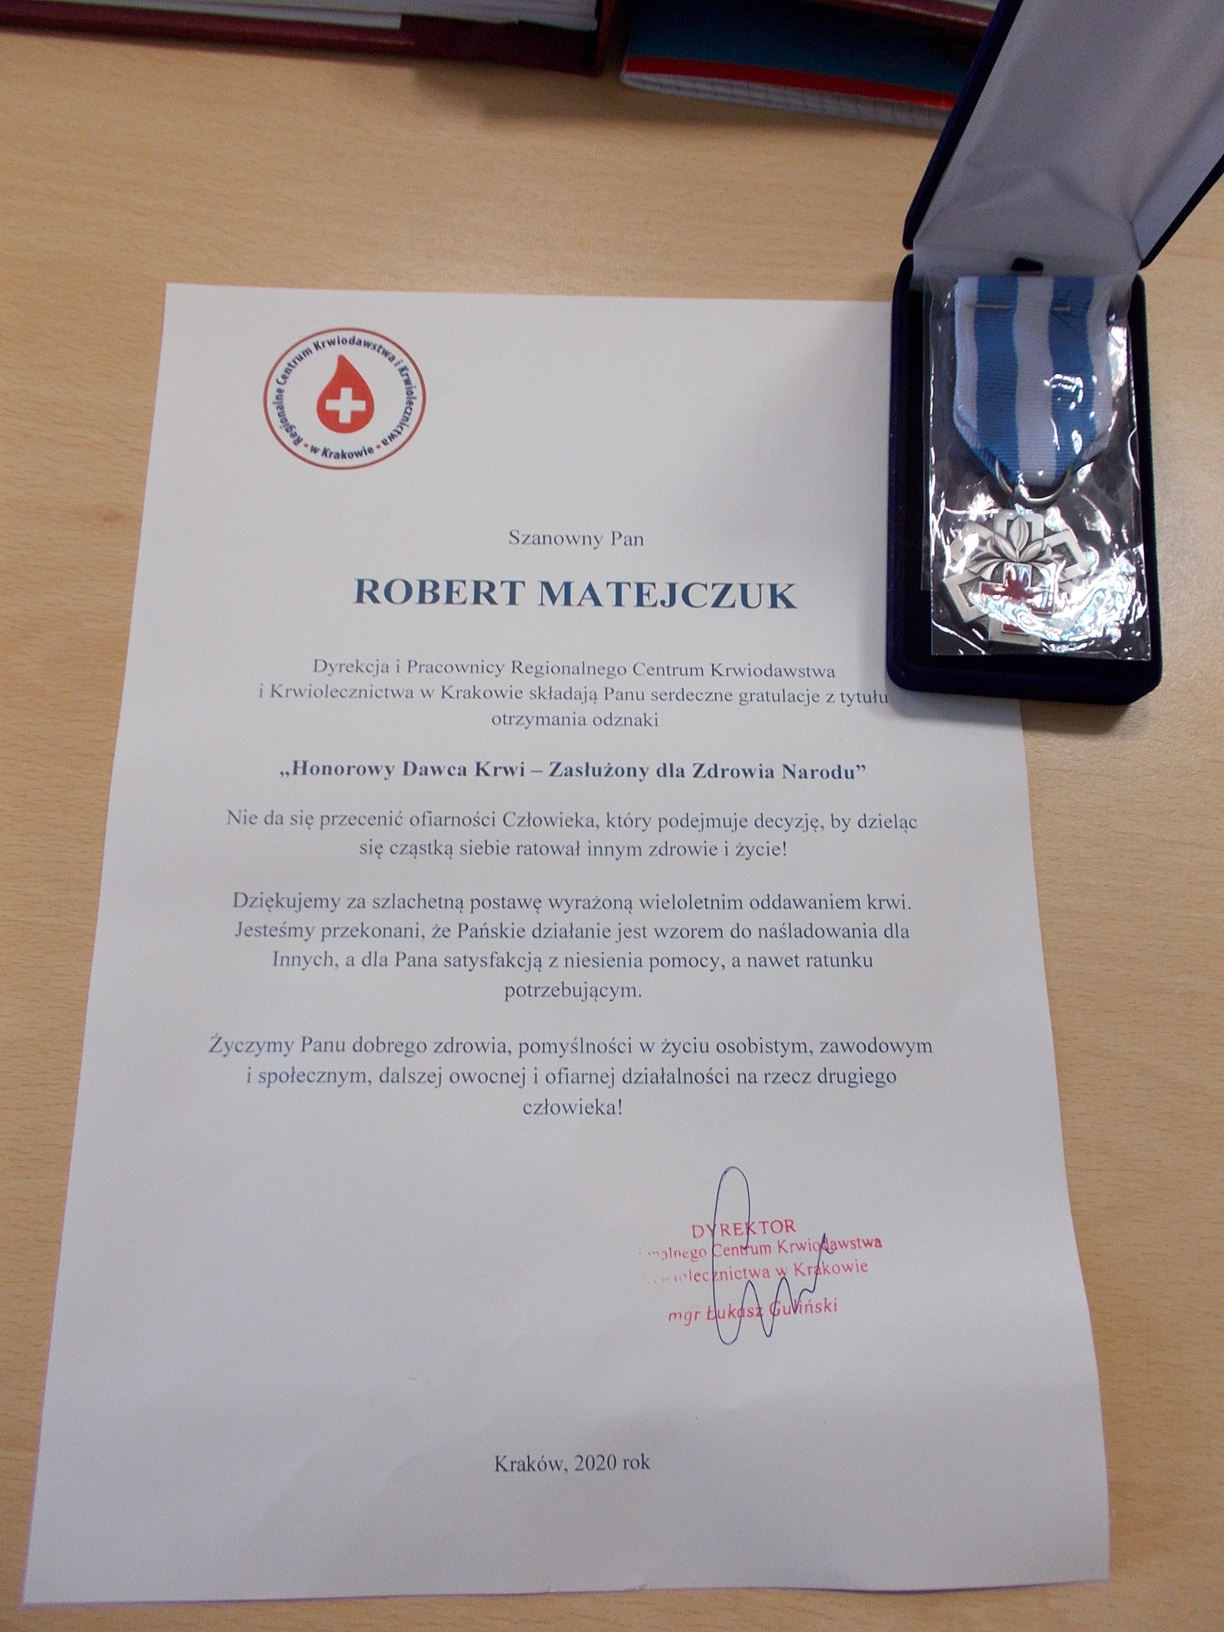 Regionalne Centrum Krwiodawstwa i Krwiolecznictwa
• w Krakowie •
Szanowny Pan
ROBERT MATEJCZUK
Dyrekcja i Pracownicy Regionalnego Centrum Krwiodawstwa
i Krwiolecznictwa w Krakowie składają Panu serdeczne gratulacje z tytułu
otrzymania odznaki
„Honorowy Dawca Krwi – Zasłużony dla Zdrowia Narodu”
Nie da się przecenić ofiarności Człowieka, który podejmuje decyzję, by dzieląc
się cząstką siebie ratował innym zdrowie i życie!
Dziękujemy za szlachetną postawę wyrażoną wieloletnim oddawaniem krwi.
Jesteśmy przekonani, że Pańskie działanie jest wzorem do naśladowania dla
Innych, a dla Pana satysfakcją z niesienia pomocy, a nawet ratunku
potrzebującym.
Życzymy Panu dobrego zdrowia, pomyślności w życiu osobistym, zawodowym
i społecznym, dalszej owocnej i ofiarnej działalności na rzecz drugiego
człowieka!
DYREKTOR
Centrum Krwiodawstwa
w Krakowie
mgr Łukasz Guliński
Kraków, 2020 rok